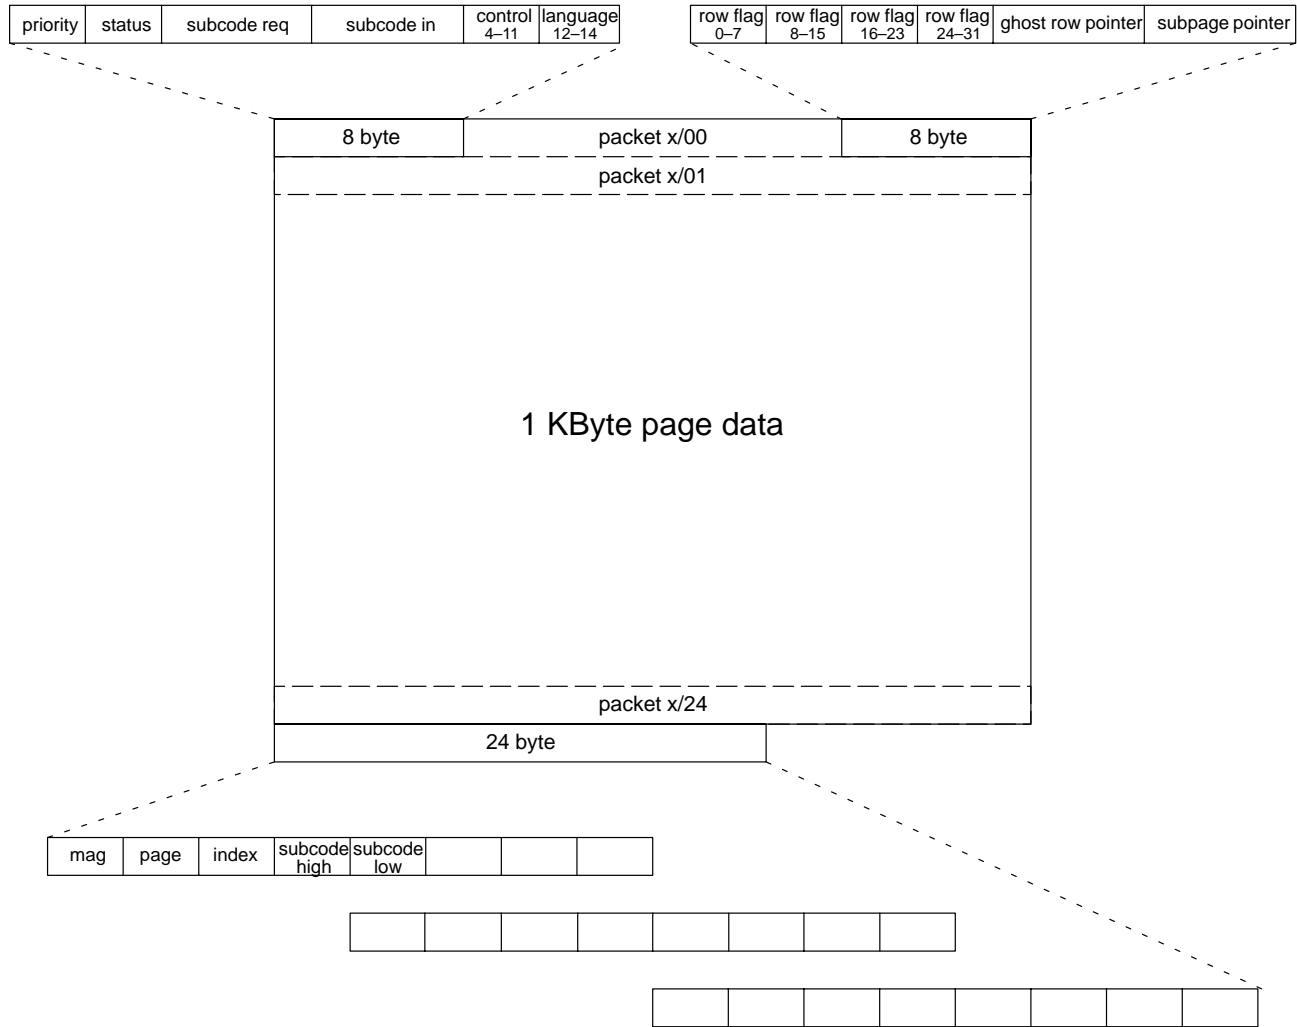 priority status subcode req subcode in control 4–11 language 12–14 row flag 0–7 row flag 8–15 row flag 16–23 row flag 24–31 ghost row pointer subpage pointer
8 byte packet x/00 8 byte
packet x/01
1 KByte page data
packet x/24
24 byte
mag page index subcode high subcode low